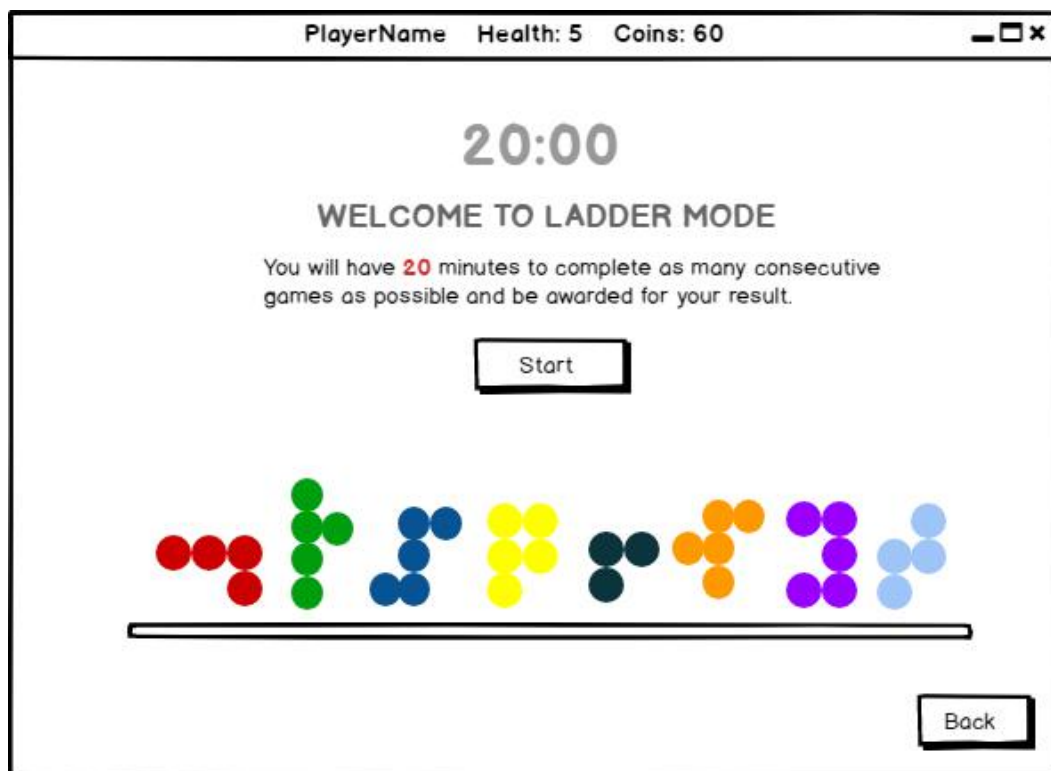 PlayerName Health: 5 Coins: 60
20:00
WELCOME TO LADDER MODE
You will have 20 minutes to complete as many consecutive
games as possible and be awarded for your result.
Start
Back